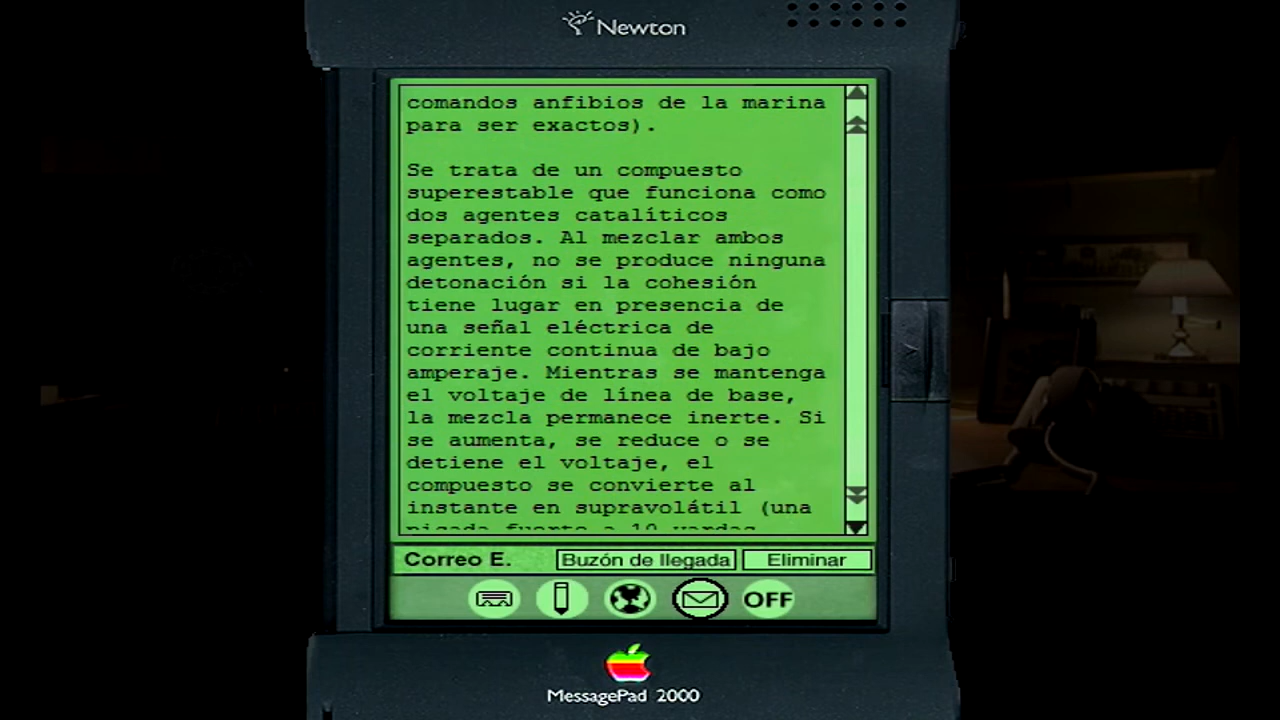 Newton
comandos anfibios de la marina
para ser exactos).
Se trata de un compuesto
superestable que funciona como
dos agentes catalíticos
separados. Al mezclar ambos
agentes, no se produce ninguna
detonación si la cohesión
tiene lugar en presencia de
una señal eléctrica de
corriente continua de bajo
amperaje. Mientras se mantenga
el voltaje de línea de base,
la mezcla permanece inerte. Si
se aumenta, se reduce o se
detiene el voltaje, el
compuesto se convierte al
instante en supravolátil (una
fuerte a 10 yardas
Correo E. Buzón de llegada Eliminar
OFF
MessagePad 2000